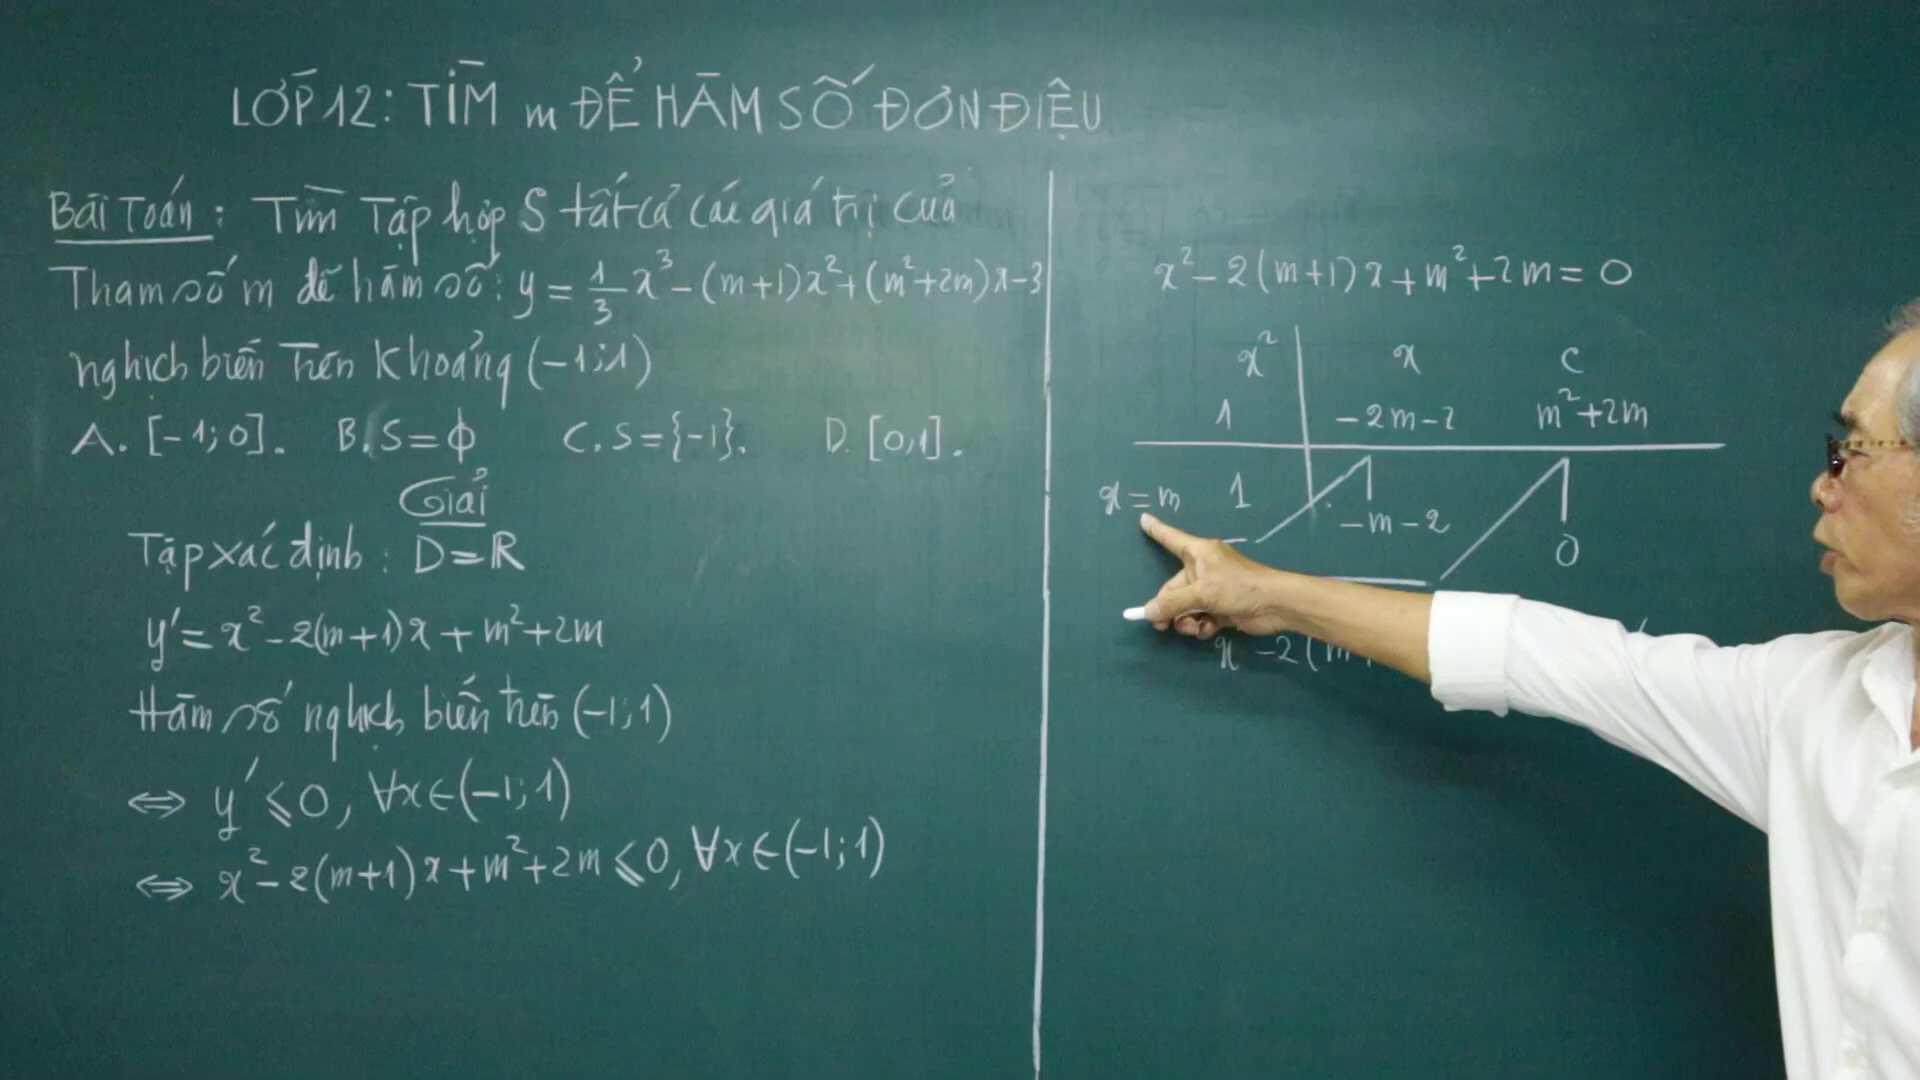 LỚP 12: TÌM m ĐỂ HÀM SỐ ĐƠN ĐIỆU
Bài Toán: Tìm Tập hợp S tất cả các giá trị của
Tham số m để hàm số: y = 1/3 x³ - (m+1)x² + (m²+2m)x - 3
nghịch biến Trên Khoảng (-1;1)
A. [-1;0]. B. S = ϕ C. S = {-1}. D. [0,1].
Giải
Tập xác định: D = ℝ
y' = x² - 2(m+1)x + m² + 2m
Hàm số nghịch biến trên (-1;1)
⇔ y' ⩽ 0, ∀x ∈ (-1;1)
⇔ x² - 2(m+1)x + m² + 2m ⩽ 0, ∀x ∈ (-1;1)
x² - 2(m+1)x + m² + 2m = 0
x² x c
1 -2m-2 m²+2m
x = m 1 -m-2 0
x -2(m